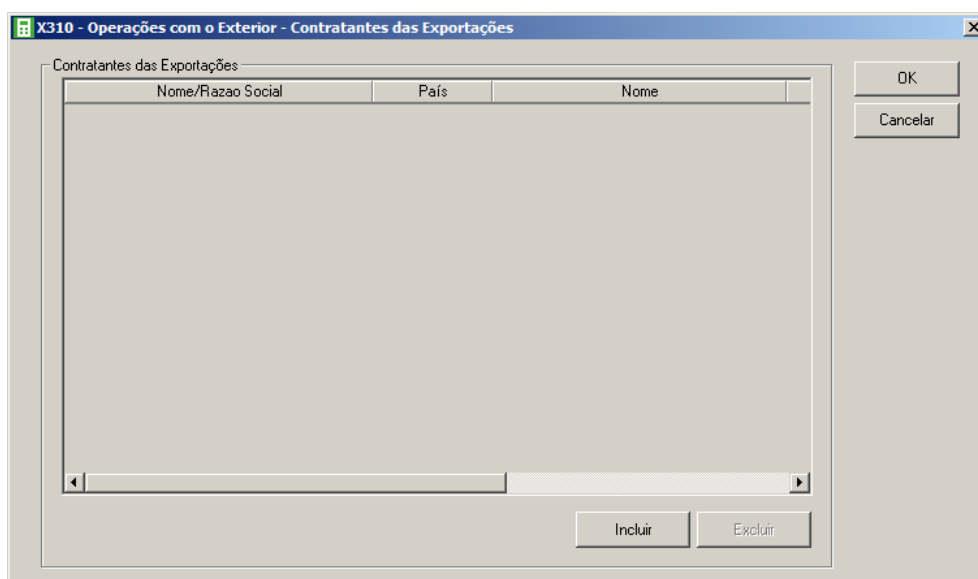 X310 - Operações com o Exterior - Contratantes das Exportações
Contratantes das Exportações
Nome/Razao Social País Nome
OK
Cancelar
Incluir Excluir